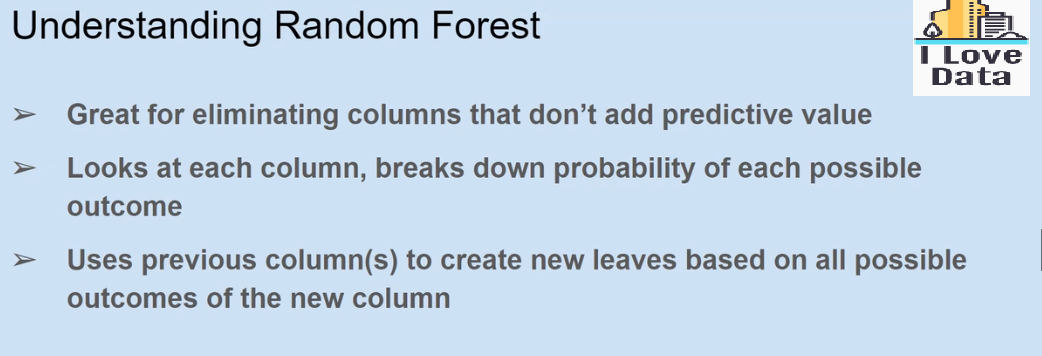 Understanding Random Forest
I Love
Data
➢ Great for eliminating columns that don’t add predictive value
➢ Looks at each column, breaks down probability of each possible
outcome
➢ Uses previous column(s) to create new leaves based on all possible
outcomes of the new column